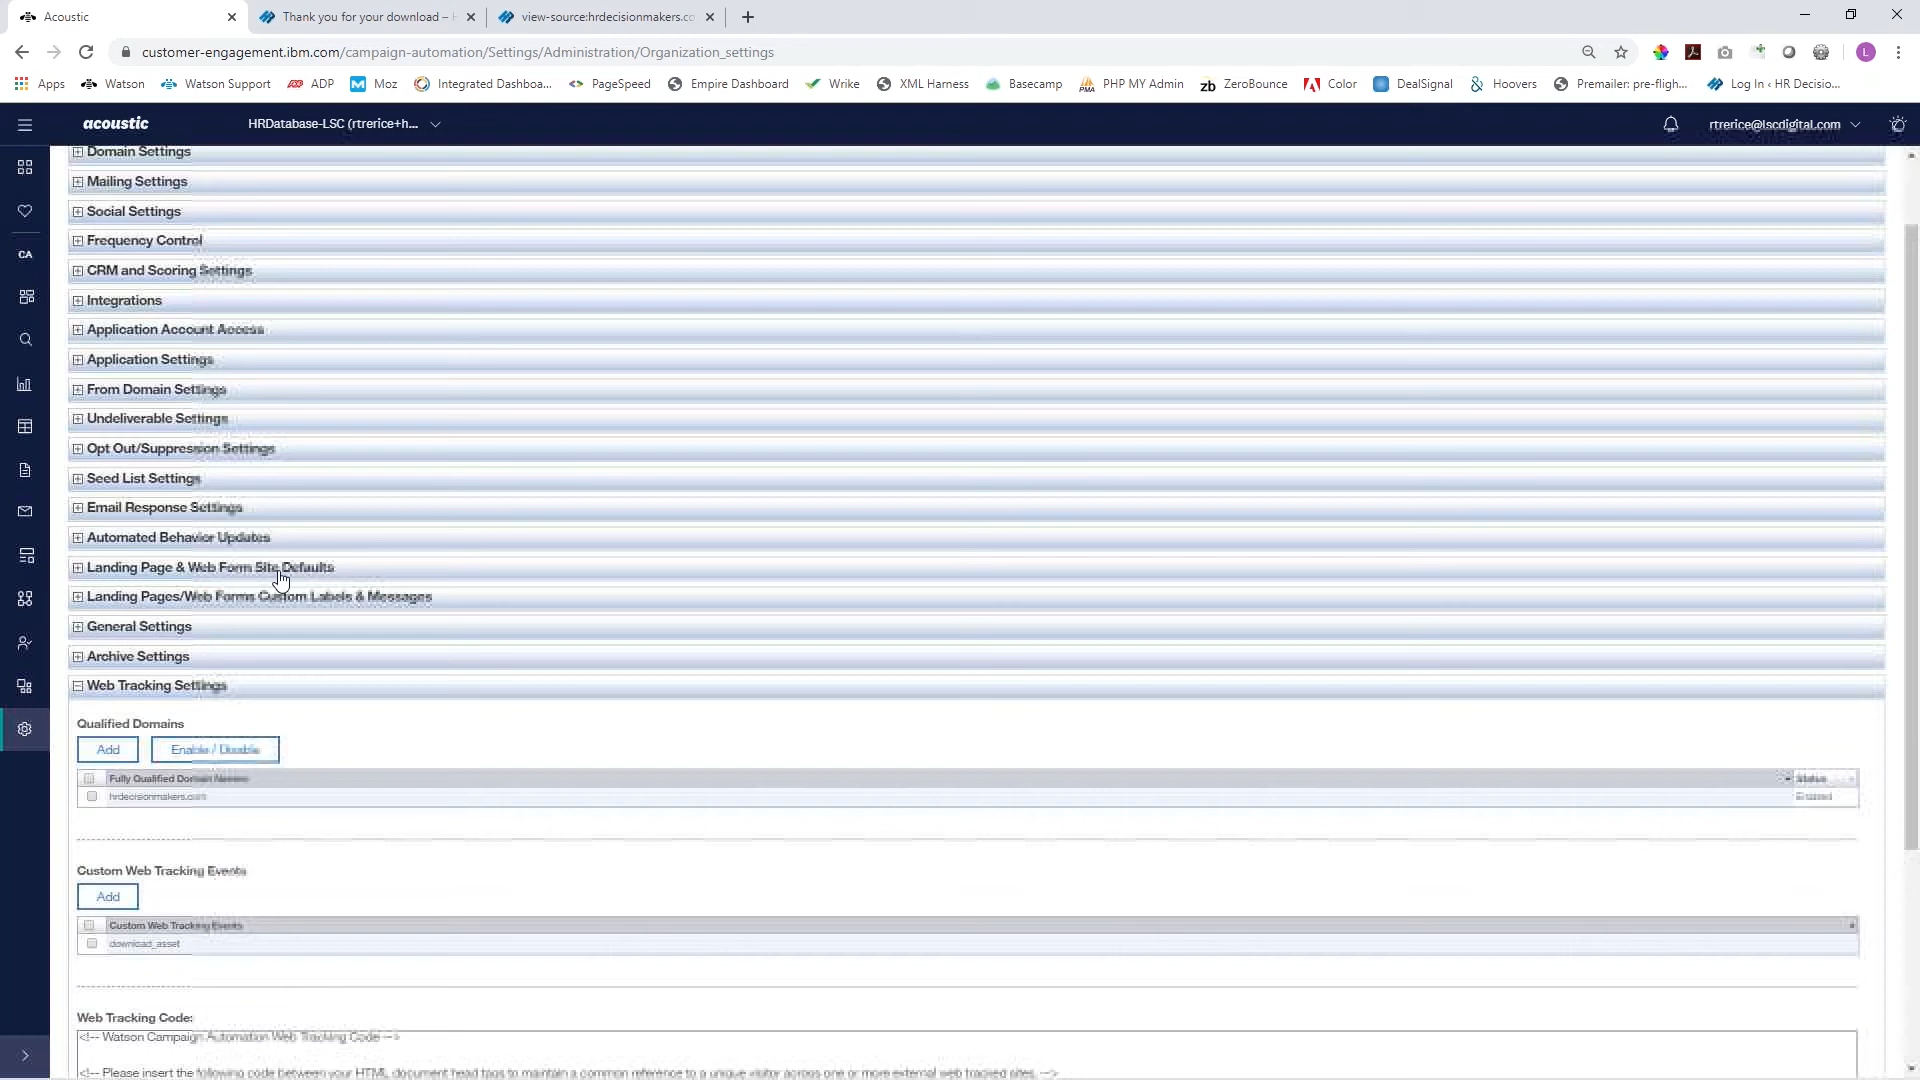 Acoustic
Thank you for your download – H
view-source:hrdecisionmakers.co
customer-engagement.ibm.com/campaign-automation/Settings/Administration/Organization_settings
L
Apps
Watson
Watson Support
ADP
Moz
Integrated Dashboa...
PageSpeed
Empire Dashboard
Wrike
XML Harness
Basecamp
PMA
PHP MY Admin
zb
ZeroBounce
Color
DealSignal
Hoovers
Premailer: pre-fligh...
Log In ‹ HR Decisio...
acoustic
HRDatabase-LSC (rtrerice+h...
rtrerice@lscdigital.com
CA
Domain Settings
Mailing Settings
Social Settings
Frequency Control
CRM and Scoring Settings
Integrations
Application Account Access
Application Settings
From Domain Settings
Undeliverable Settings
Opt Out/Suppression Settings
Seed List Settings
Email Response Settings
Automated Behavior Updates
Landing Page & Web Form Site Defaults
Landing Pages/Web Forms Custom Labels & Messages
General Settings
Archive Settings
Web Tracking Settings
Qualified Domains
Add
Enable / Disable
Fully Qualified Domain Names
Status
hrdecisionmakers.com
Enabled
Custom Web Tracking Events
Add
Custom Web Tracking Events
download_asset
Web Tracking Code:
<!-- Watson Campaign Automation Web Tracking Code -->
<!-- Please insert the following code between your HTML document head tags to maintain a common reference to a unique visitor across one or more external web tracked sites. -->